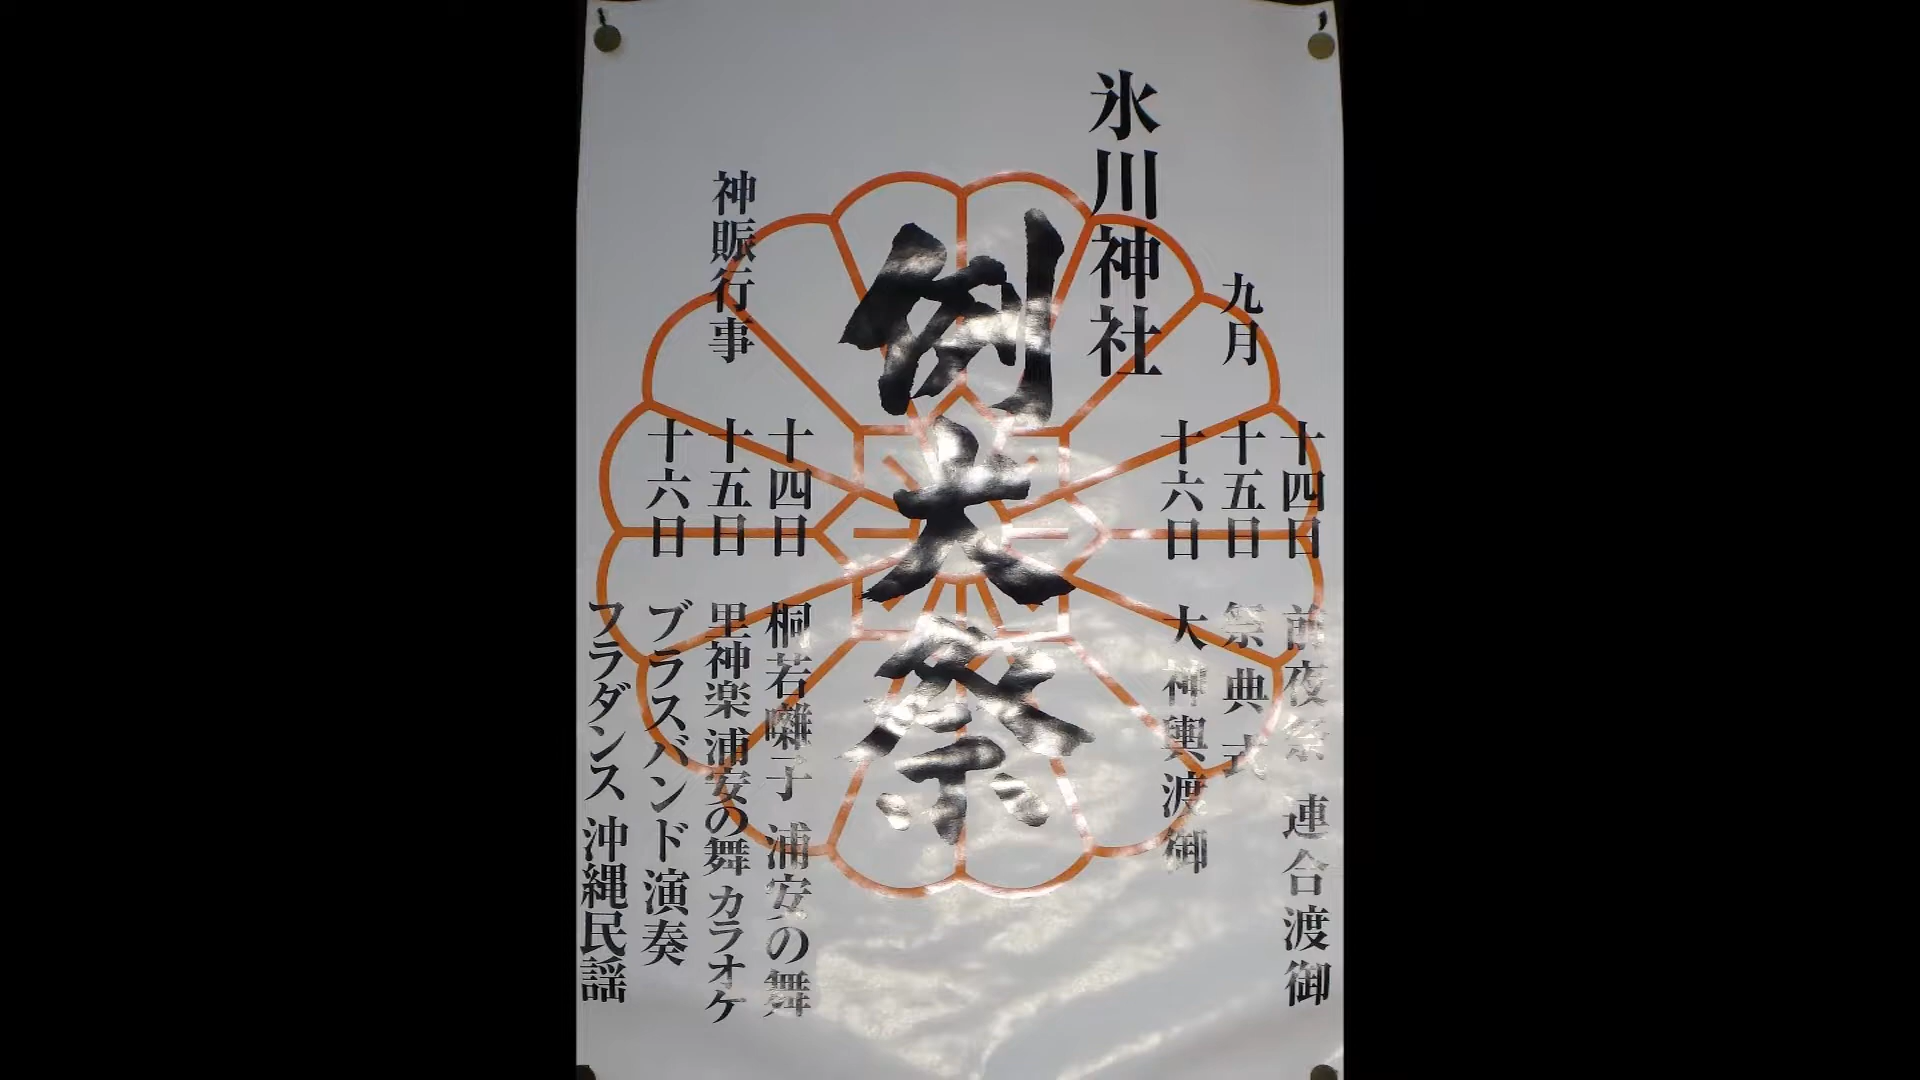 氷川神社
例大祭
九月
十四日 前夜祭 連合渡御
十五日 祭典式
十六日 大神輿渡御
神賑行事
十四日 桐若囃子 浦安の舞
十五日 里神楽 浦安の舞 カラオケ
十六日 ブラスバンド演奏
フラダンス 沖縄民謡